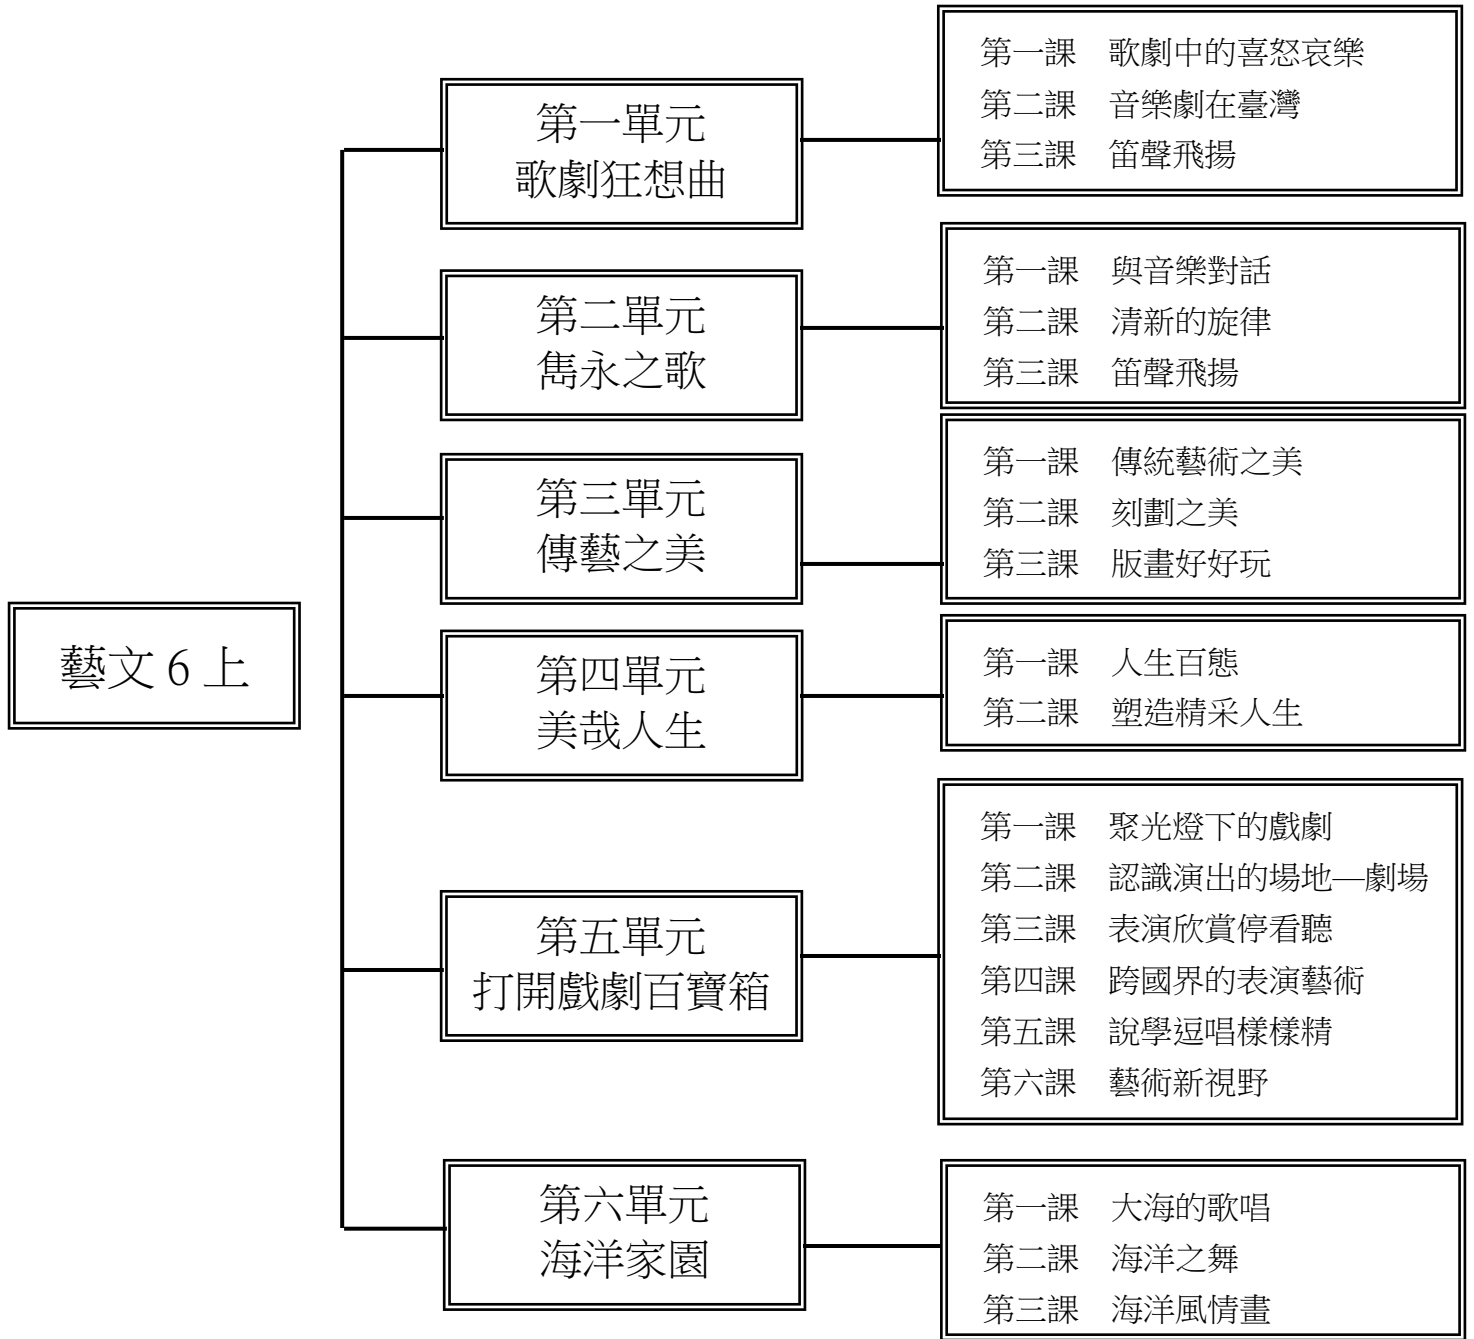 藝文 6 上
第一單元
歌劇狂想曲
第一課 歌劇中的喜怒哀樂
第二課 音樂劇在臺灣
第三課 笛聲飛揚
第二單元
雋永之歌
第一課 與音樂對話
第二課 清新的旋律
第三課 笛聲飛揚
第三單元
傳藝之美
第一課 傳統藝術之美
第二課 刻劃之美
第三課 版畫好好玩
第四單元
美哉人生
第一課 人生百態
第二課 塑造精采人生
第五單元
打開戲劇百寶箱
第一課 聚光燈下的戲劇
第二課 認識演出的場地—劇場
第三課 表演欣賞停看聽
第四課 跨國界的表演藝術
第五課 說學逗唱樣樣精
第六課 藝術新視野
第六單元
海洋家園
第一課 大海的歌唱
第二課 海洋之舞
第三課 海洋風情畫